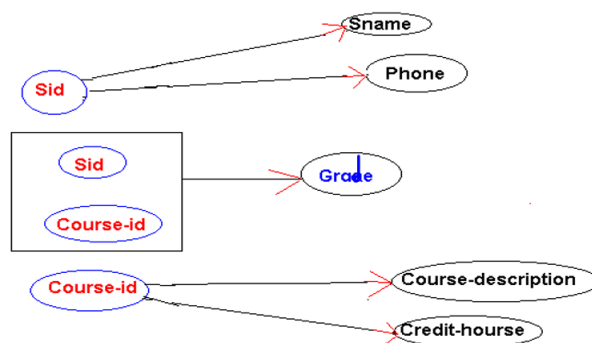 Sname
Phone
Sid
Sid
Grade
Course-id
Course-id
Course-description
Credit-hourse